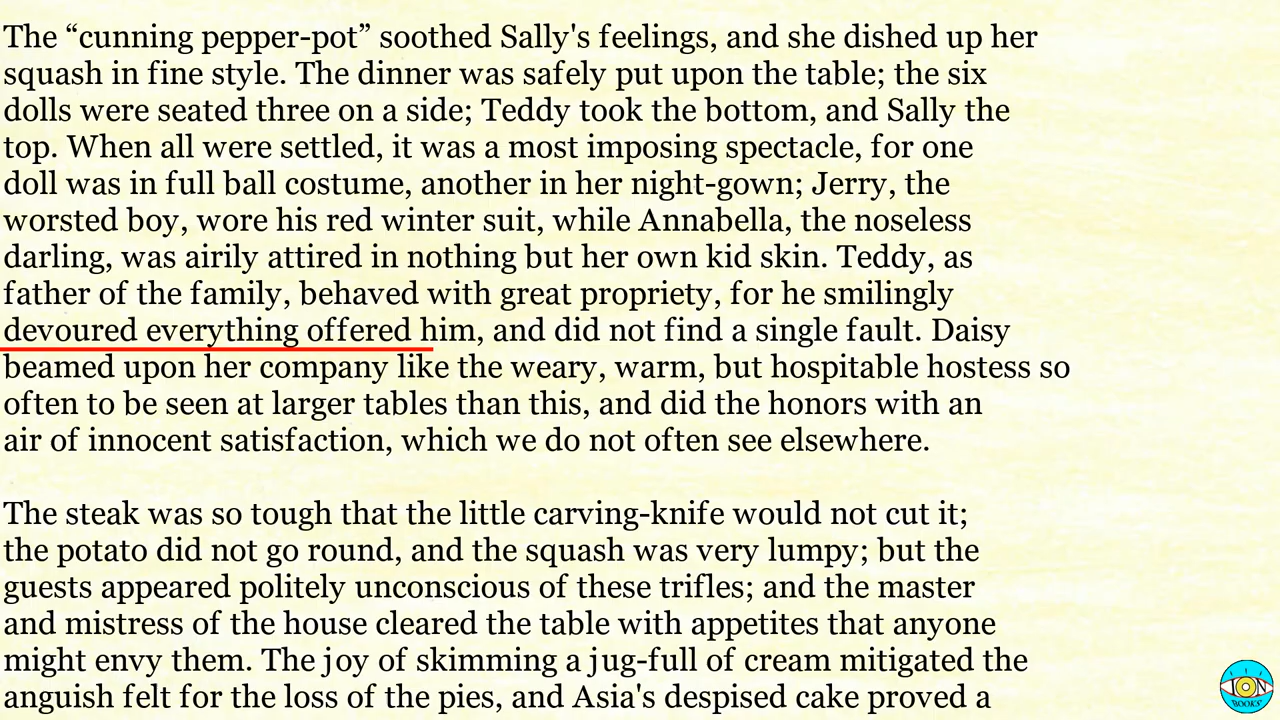 The “cunning pepper-pot” soothed Sally's feelings, and she dished up her
squash in fine style. The dinner was safely put upon the table; the six
dolls were seated three on a side; Teddy took the bottom, and Sally the
top. When all were settled, it was a most imposing spectacle, for one
doll was in full ball costume, another in her night-gown; Jerry, the
worsted boy, wore his red winter suit, while Annabella, the noseless
darling, was airily attired in nothing but her own kid skin. Teddy, as
father of the family, behaved with great propriety, for he smilingly
devoured everything offered him, and did not find a single fault. Daisy
beamed upon her company like the weary, warm, but hospitable hostess so
often to be seen at larger tables than this, and did the honors with an
air of innocent satisfaction, which we do not often see elsewhere.
The steak was so tough that the little carving-knife would not cut it;
the potato did not go round, and the squash was very lumpy; but the
guests appeared politely unconscious of these trifles; and the master
and mistress of the house cleared the table with appetites that anyone
might envy them. The joy of skimming a jug-full of cream mitigated the
anguish felt for the loss of the pies, and Asia's despised cake proved a
ION
BOOKS